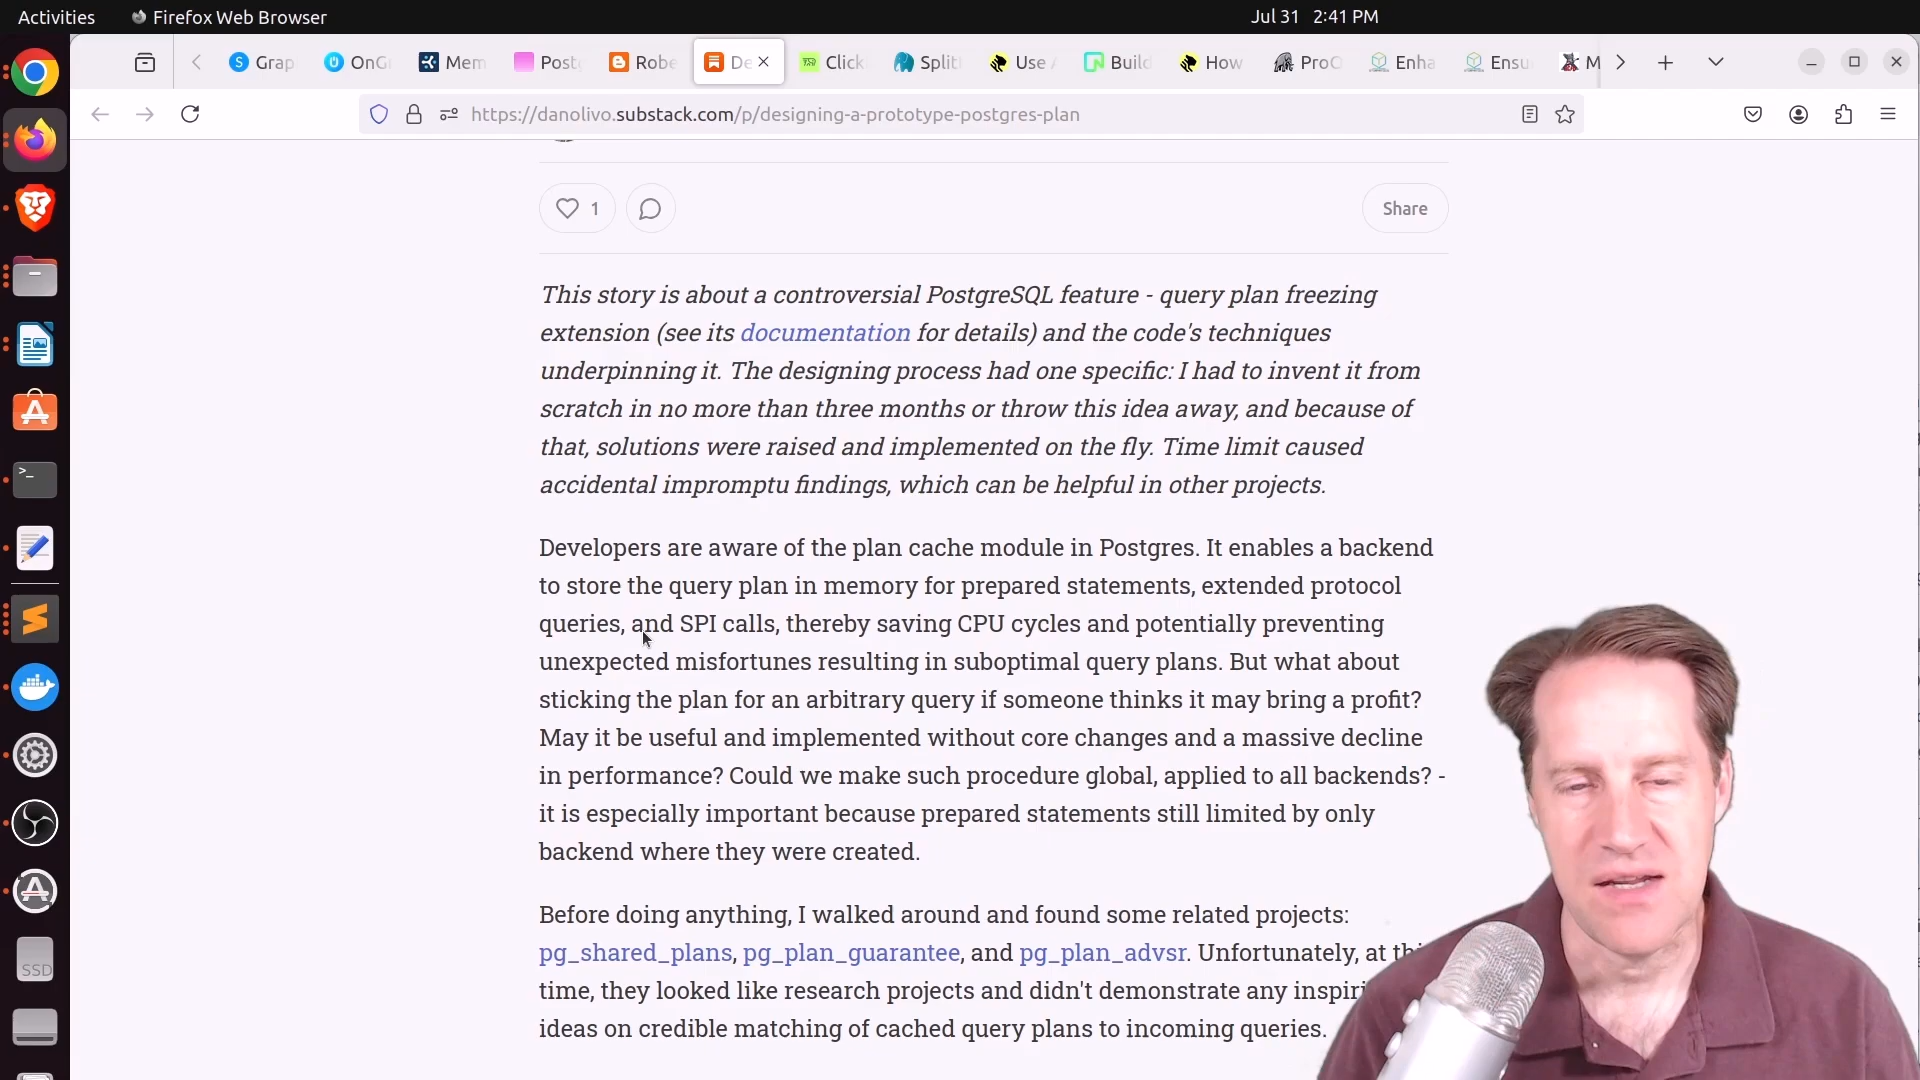 Activities
Firefox Web Browser
Jul 31 2:41 PM
Grap
OnG
Mem
Post
Robe
De
Click
Split
Use
Build
How
ProO
Enha
Ensu
M
https://danolivo.substack.com/p/designing-a-prototype-postgres-plan
1
Share
This story is about a controversial PostgreSQL feature - query plan freezing
extension (see its documentation for details) and the code's techniques
underpinning it. The designing process had one specific: I had to invent it from
scratch in no more than three months or throw this idea away, and because of
that, solutions were raised and implemented on the fly. Time limit caused
accidental impromptu findings, which can be helpful in other projects.
Developers are aware of the plan cache module in Postgres. It enables a backend
to store the query plan in memory for prepared statements, extended protocol
queries, and SPI calls, thereby saving CPU cycles and potentially preventing
unexpected misfortunes resulting in suboptimal query plans. But what about
sticking the plan for an arbitrary query if someone thinks it may bring a profit?
May it be useful and implemented without core changes and a massive decline
in performance? Could we make such procedure global, applied to all backends? -
it is especially important because prepared statements still limited by only
backend where they were created.
Before doing anything, I walked around and found some related projects:
pg_shared_plans, pg_plan_guarantee, and pg_plan_advsr. Unfortunately, at
time, they looked like research projects and didn't demonstrate any
ideas on credible matching of cached query plans to incoming queries.
SSD